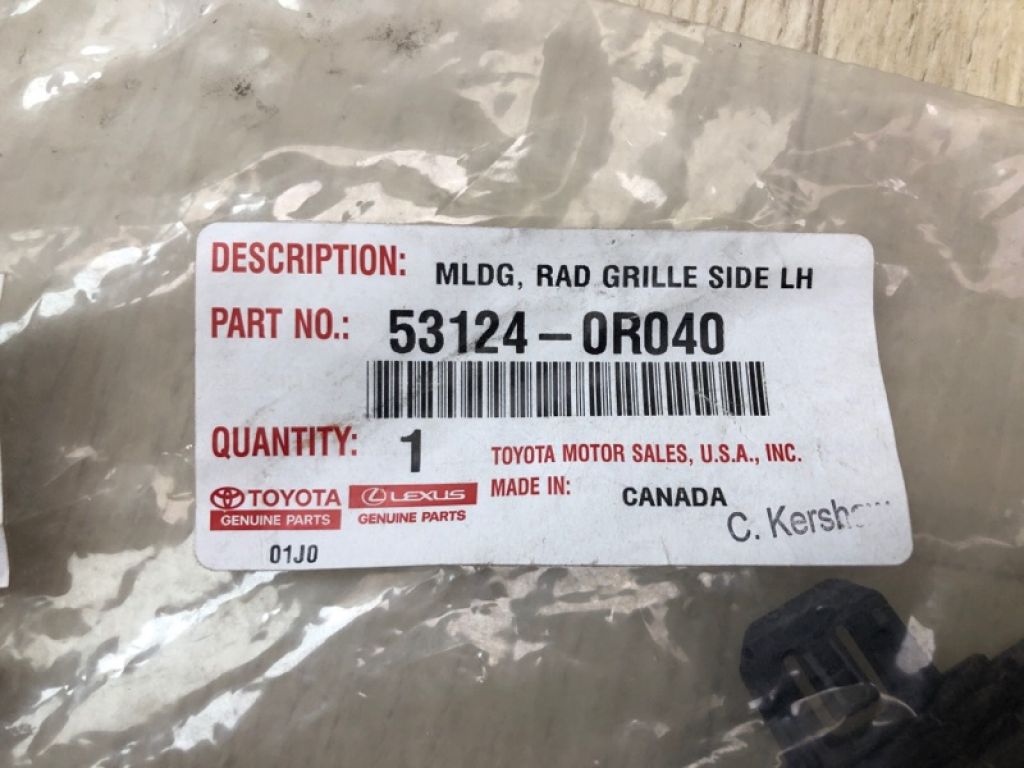 DESCRIPTION: MLDG, RAD GRILLE SIDE LH
PART NO.: 53124-0R040
QUANTITY: 1 TOYOTA MOTOR SALES, U.S.A., INC.
MADE IN: CANADA
TOYOTA LEXUS
GENUINE PARTS GENUINE PARTS
C.
01J0